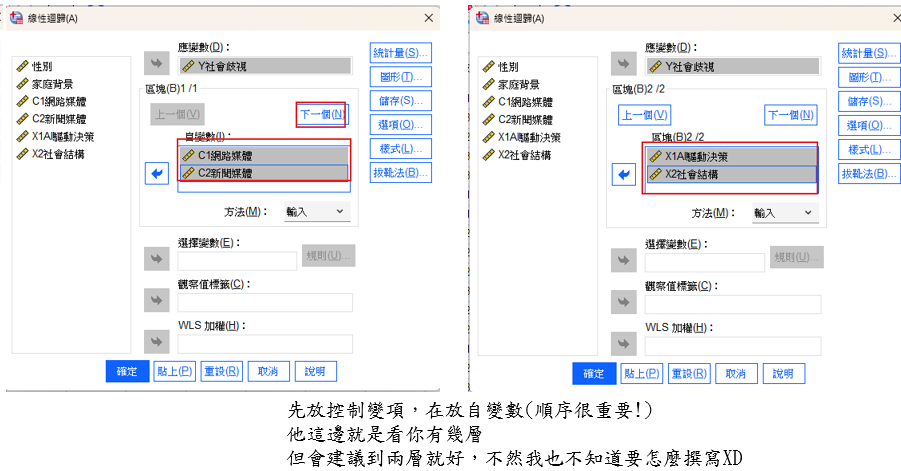 線性迴歸(A)
應變數(D)：
性別
家庭背景
C1網路媒體
C2新聞媒體
X1AI驅動決策
X2社會結構
Y社會歧視
區塊(B)1 /1
上一個(V)
下一個(N)
自變數(I)：
C1網路媒體
C2新聞媒體
方法(M)：
輸入
選擇變數(E)：
規則(U)...
觀察值標籤(C)：
WLS 加權(H)：
統計量(S)...
圖形(T)...
儲存(S)...
選項(O)...
樣式(L)...
拔靴法(B)...
確定
貼上(P)
重設(R)
取消
說明
線性迴歸(A)
應變數(D)：
性別
家庭背景
C1網路媒體
C2新聞媒體
X1AI驅動決策
X2社會結構
Y社會歧視
區塊(B)2 /2
上一個(V)
下一個(N)
區塊(B)2 /2
X1AI驅動決策
X2社會結構
方法(M)：
輸入
選擇變數(E)：
規則(U)...
觀察值標籤(C)：
WLS 加權(H)：
統計量(S)...
圖形(T)...
儲存(S)...
選項(O)...
樣式(L)...
拔靴法(B)...
確定
貼上(P)
重設(R)
取消
說明
先放控制變項，在放自變數(順序很重要!)
他這邊就是看你有幾層
但會建議到兩層就好，不然我也不知道要怎麼撰寫XD